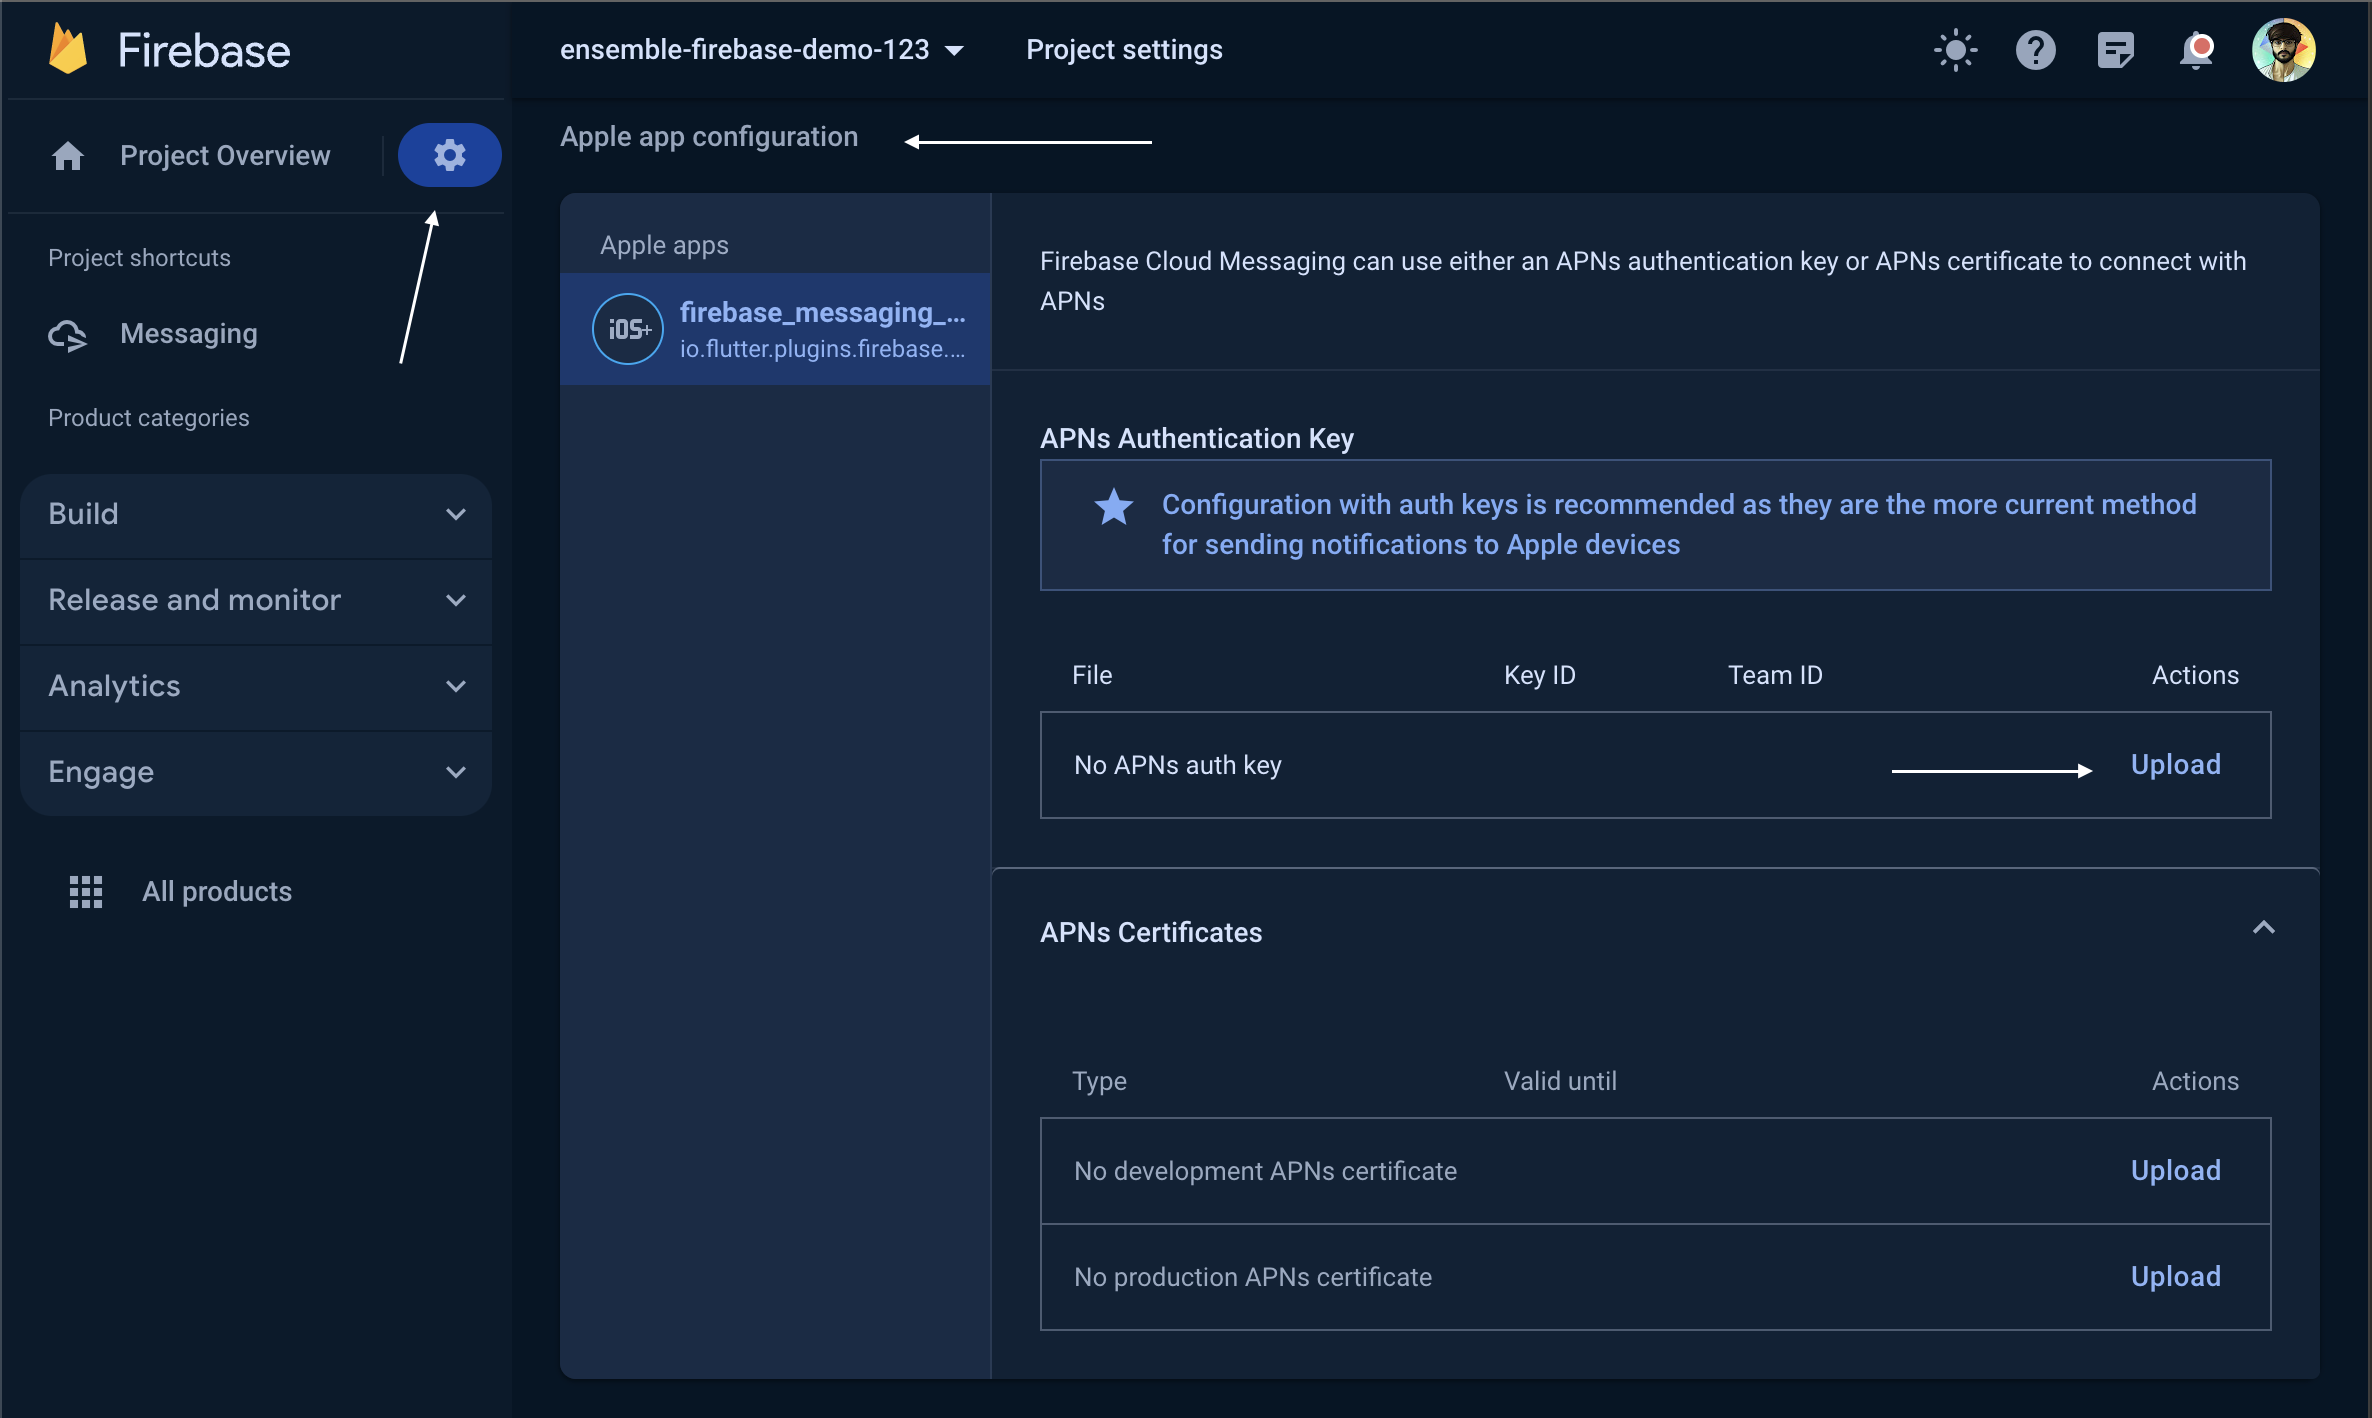 Firebase
ensemble-firebase-demo-123
Project settings
Project Overview
Project shortcuts
Messaging
Product categories
Build
Release and monitor
Analytics
Engage
All products
Apple app configuration
Apple apps
iOS+
firebase_messaging_...
io.flutter.plugins.firebase....
Firebase Cloud Messaging can use either an APNs authentication key or APNs certificate to connect with
APNs
APNs Authentication Key
Configuration with auth keys is recommended as they are the more current method
for sending notifications to Apple devices
File Key ID Team ID Actions
No APNs auth key Upload
APNs Certificates
Type Valid until Actions
No development APNs certificate Upload
No production APNs certificate Upload